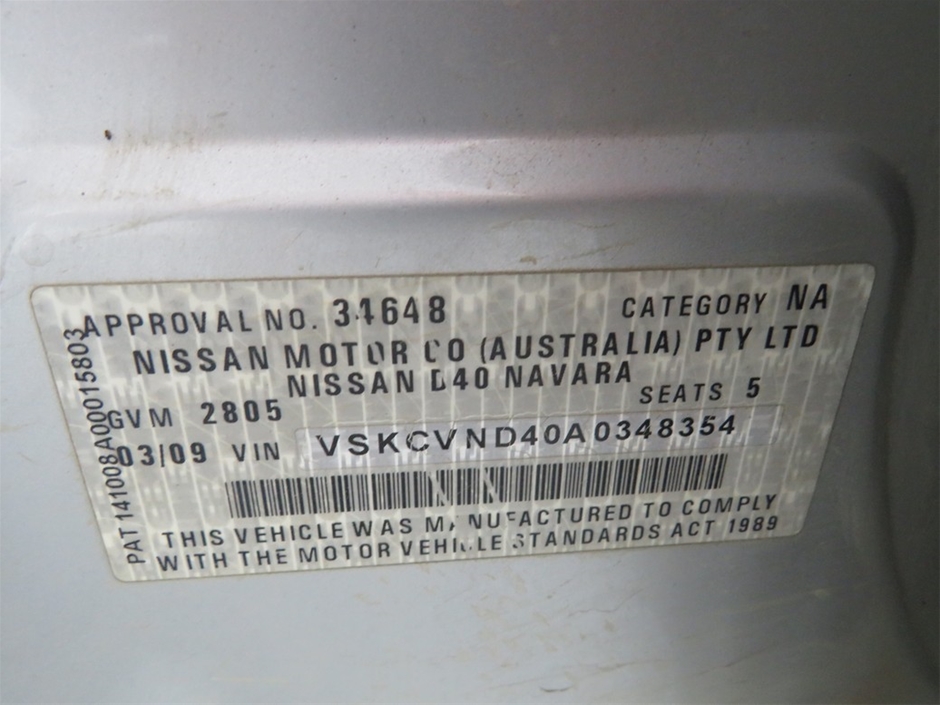 APPROVAL NO. 34648 CATEGORY NA
NISSAN MOTOR CO (AUSTRALIA) PTY LTD
NISSAN D40 NAVARA
GVM 2805 SEATS 5
03/09 VIN VSKCVND40A0348354
THIS VEHICLE WAS MANUFACTURED TO COMPLY
WITH THE MOTOR VEHICLE STANDARDS ACT 1989
PAT 141008A00015803